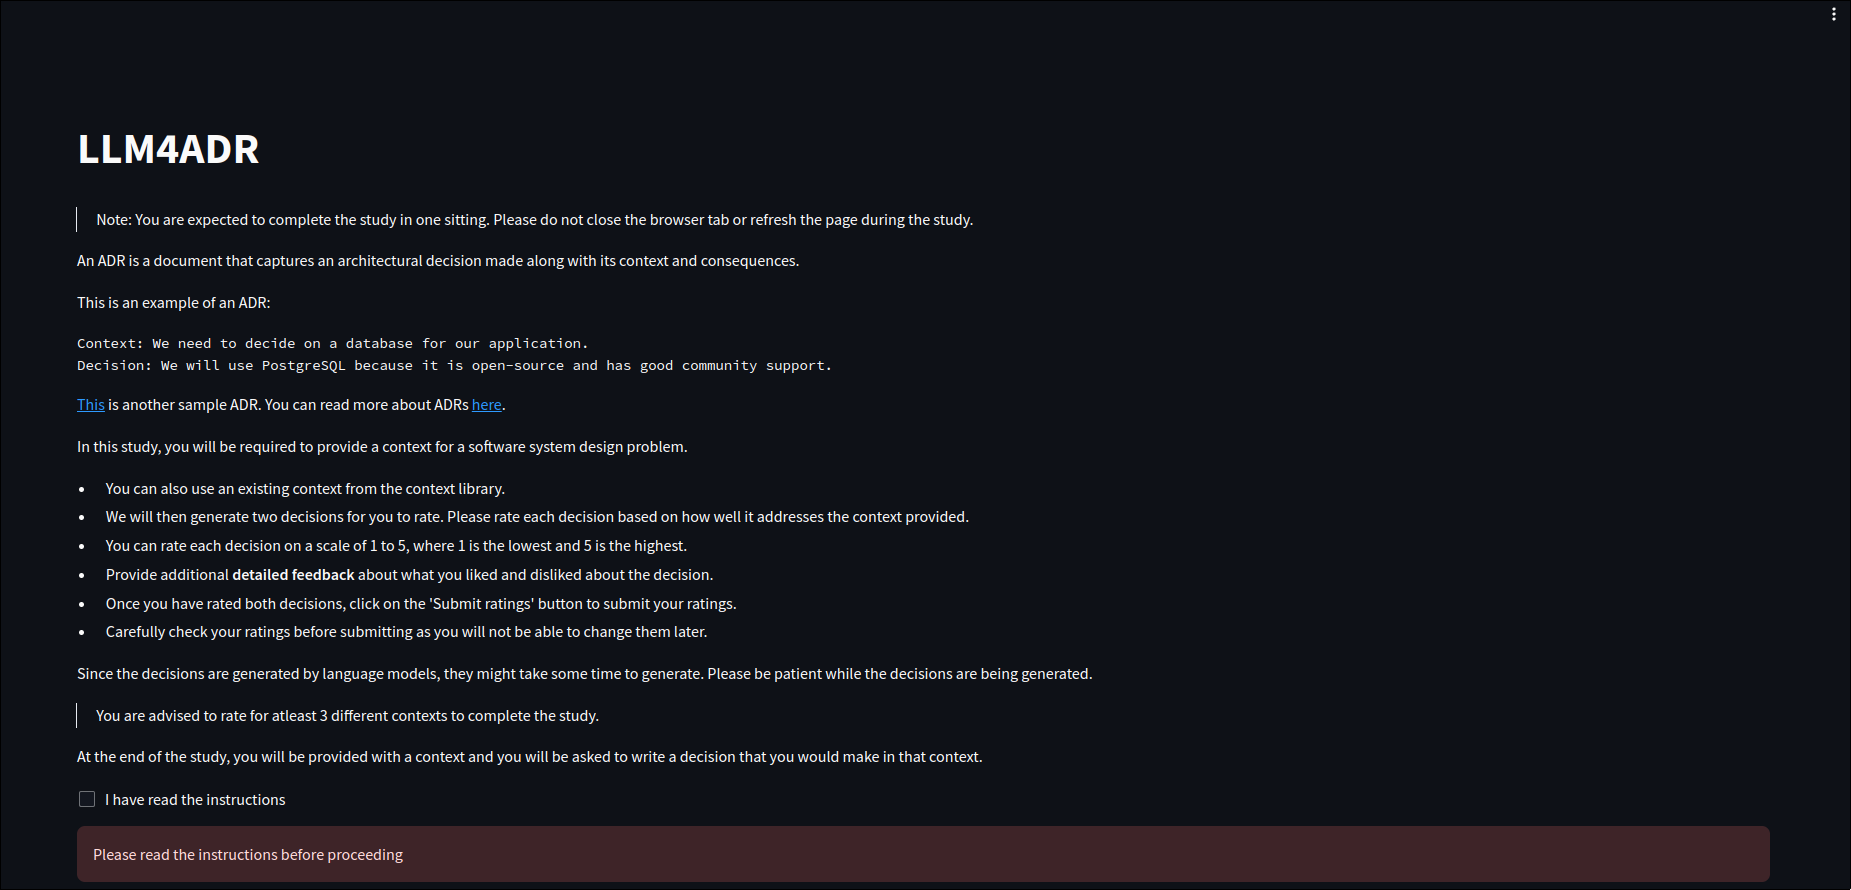 LLM4ADR
Note: You are expected to complete the study in one sitting. Please do not close the browser tab or refresh the page during the study.
An ADR is a document that captures an architectural decision made along with its context and consequences.
This is an example of an ADR:
Context: We need to decide on a database for our application.
Decision: We will use PostgreSQL because it is open-source and has good community support.
This is another sample ADR. You can read more about ADRs here.
In this study, you will be required to provide a context for a software system design problem.
• You can also use an existing context from the context library.
• We will then generate two decisions for you to rate. Please rate each decision based on how well it addresses the context provided.
• You can rate each decision on a scale of 1 to 5, where 1 is the lowest and 5 is the highest.
• Provide additional detailed feedback about what you liked and disliked about the decision.
• Once you have rated both decisions, click on the 'Submit ratings' button to submit your ratings.
• Carefully check your ratings before submitting as you will not be able to change them later.
Since the decisions are generated by language models, they might take some time to generate. Please be patient while the decisions are being generated.
You are advised to rate for atleast 3 different contexts to complete the study.
At the end of the study, you will be provided with a context and you will be asked to write a decision that you would make in that context.
I have read the instructions
Please read the instructions before proceeding